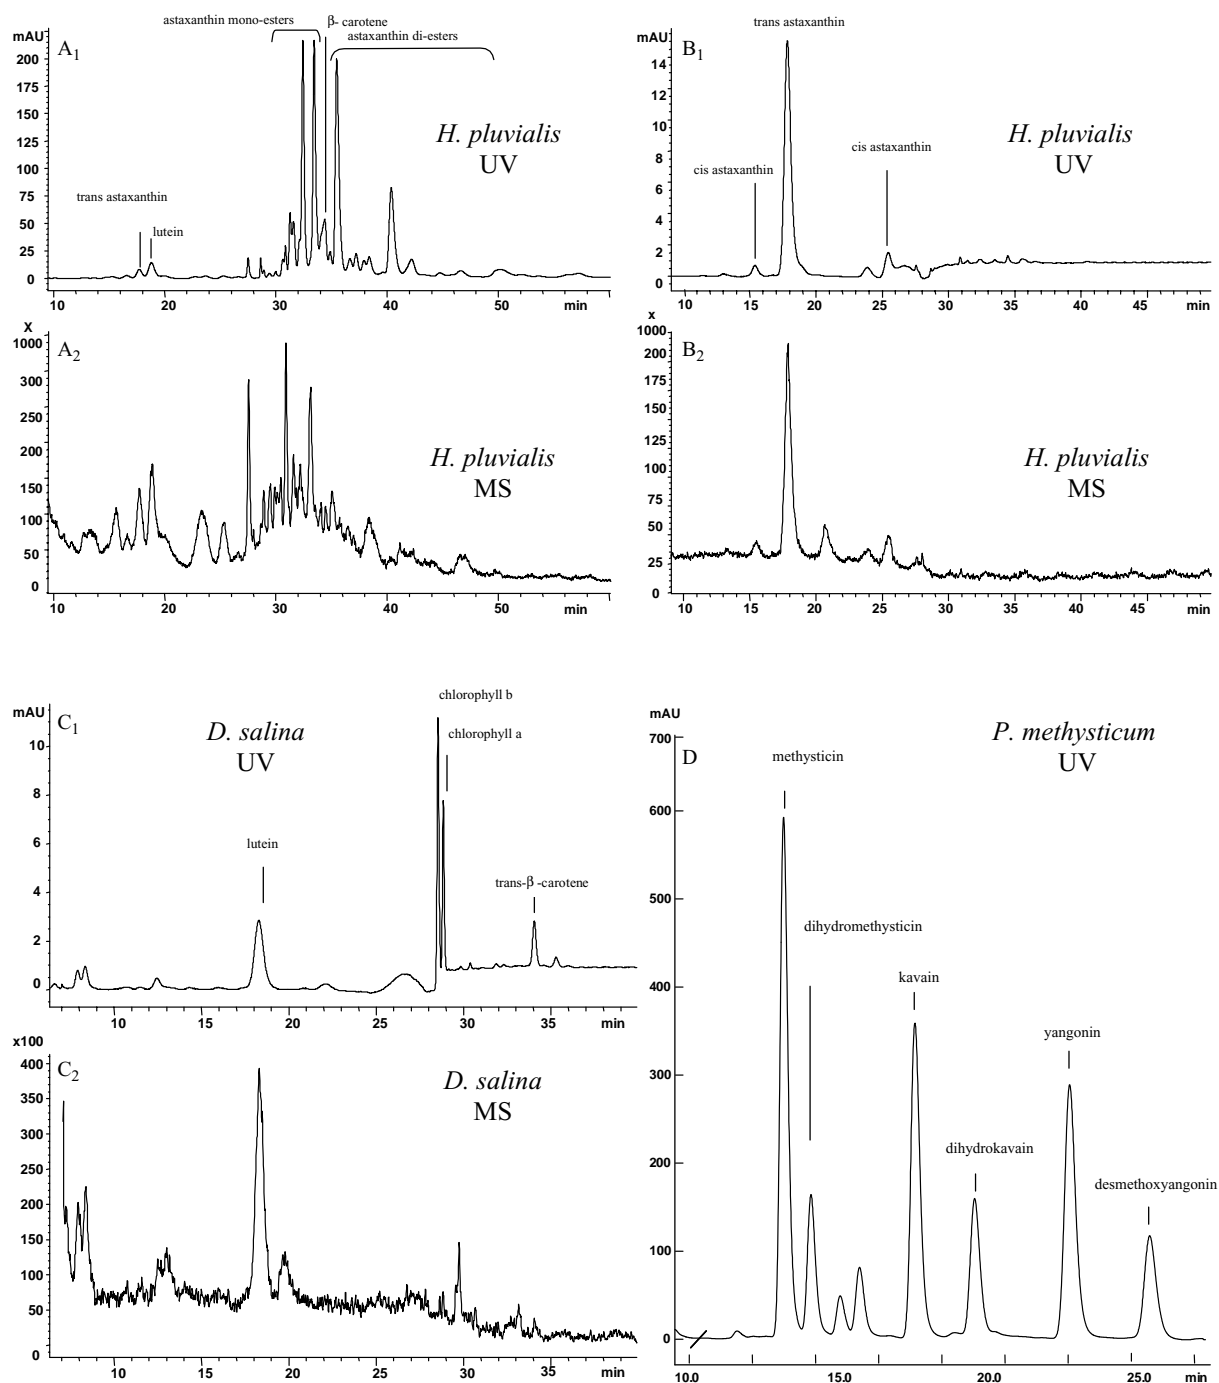 astaxanthin mono-esters
β- carotene
astaxanthin di-esters
mAU
A1
200
175
150
125
100
75
50
25
0
H. pluvialis
UV
trans astaxanthin
lutein
10 20 30 40 min
trans astaxanthin
mAU
B1
14
12
10
8
6
4
2
0
H. pluvialis
UV
cis astaxanthin
cis astaxanthin
10 15 20 25 30 35 40 45 min
X
1000
A2
300
250
200
150
100
50
0
H. pluvialis
MS
10 20 30 40 min
x
1000
B2
200
175
150
125
100
75
50
25
0
H. pluvialis
MS
10 15 20 25 30 35 40 45 min
chlorophyll b
chlorophyll a
mAU
C1
10
8
6
4
2
0
D. salina
UV
lutein
trans-β -carotene
10 15 20 25 30 35 min
x100
C2
400
350
300
250
200
150
100
50
0
D. salina
MS
10 15 20 25 30 35 min
mAU
700
D
600
500
400
300
200
100
0
P. methysticum
UV
methysticin
dihydromethysticin
kavain
yangonin
dihydrokavain
desmethoxyangonin
10.0 15.0 20.0 25.0 min